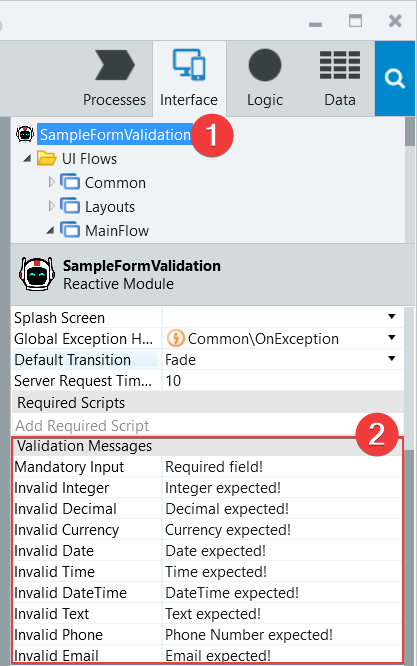 Processes Interface Logic Data
SampleFormValidation 1
UI Flows
Common
Layouts
MainFlow
SampleFormValidation
Reactive Module
Splash Screen
Global Exception H... Common\OnException
Default Transition Fade
Server Request Tim... 10
Required Scripts
Add Required Script
2
Validation Messages
Mandatory Input Required field!
Invalid Integer Integer expected!
Invalid Decimal Decimal expected!
Invalid Currency Currency expected!
Invalid Date Date expected!
Invalid Time Time expected!
Invalid DateTime DateTime expected!
Invalid Text Text expected!
Invalid Phone Phone Number expected!
Invalid Email Email expected!